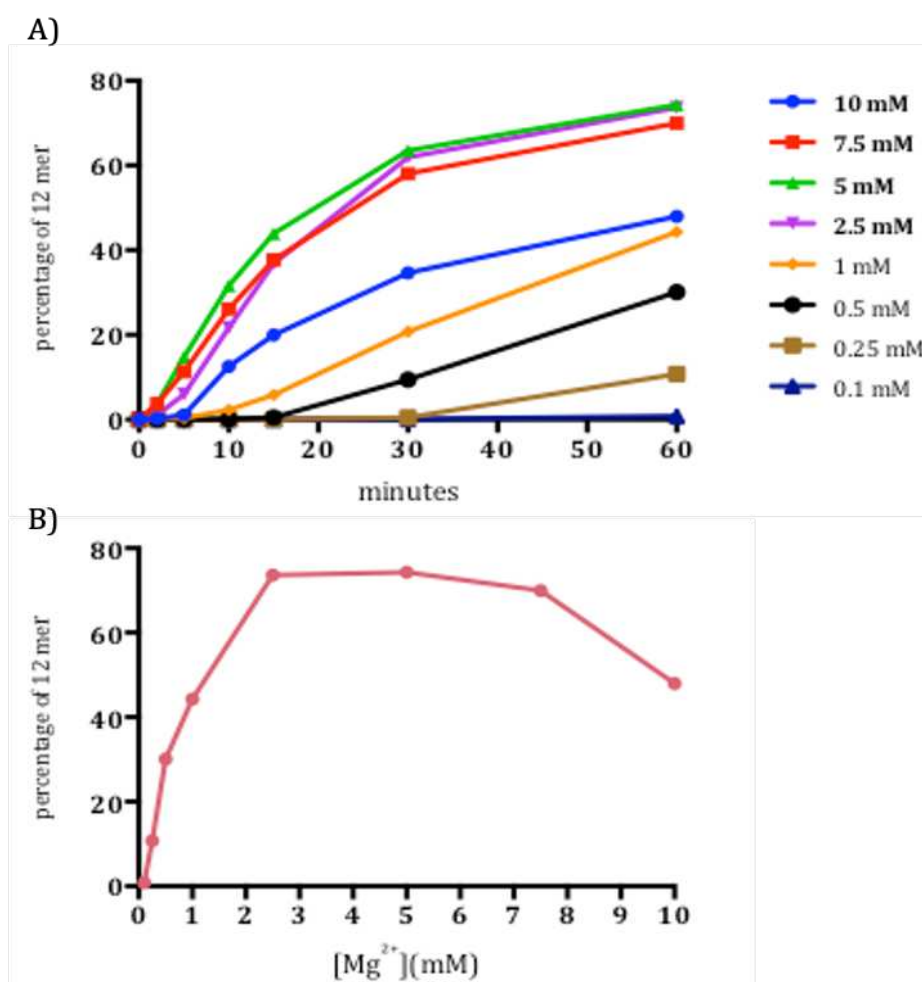 A)
80
60
40
20
0
0 10 20 30 40 50 60
percentage of 12 mer
minutes
10 mM
7.5 mM
5 mM
2.5 mM
1 mM
0.5 mM
0.25 mM
0.1 mM
B)
80
60
40
20
0
0 1 2 3 4 5 6 7 8 9 10
percentage of 12 mer
[Mg²⁺](mM)